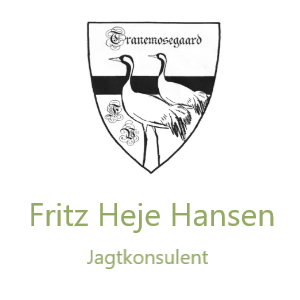 Tranemosegaard
F
B
Fritz Heje Hansen
Jagtkonsulent